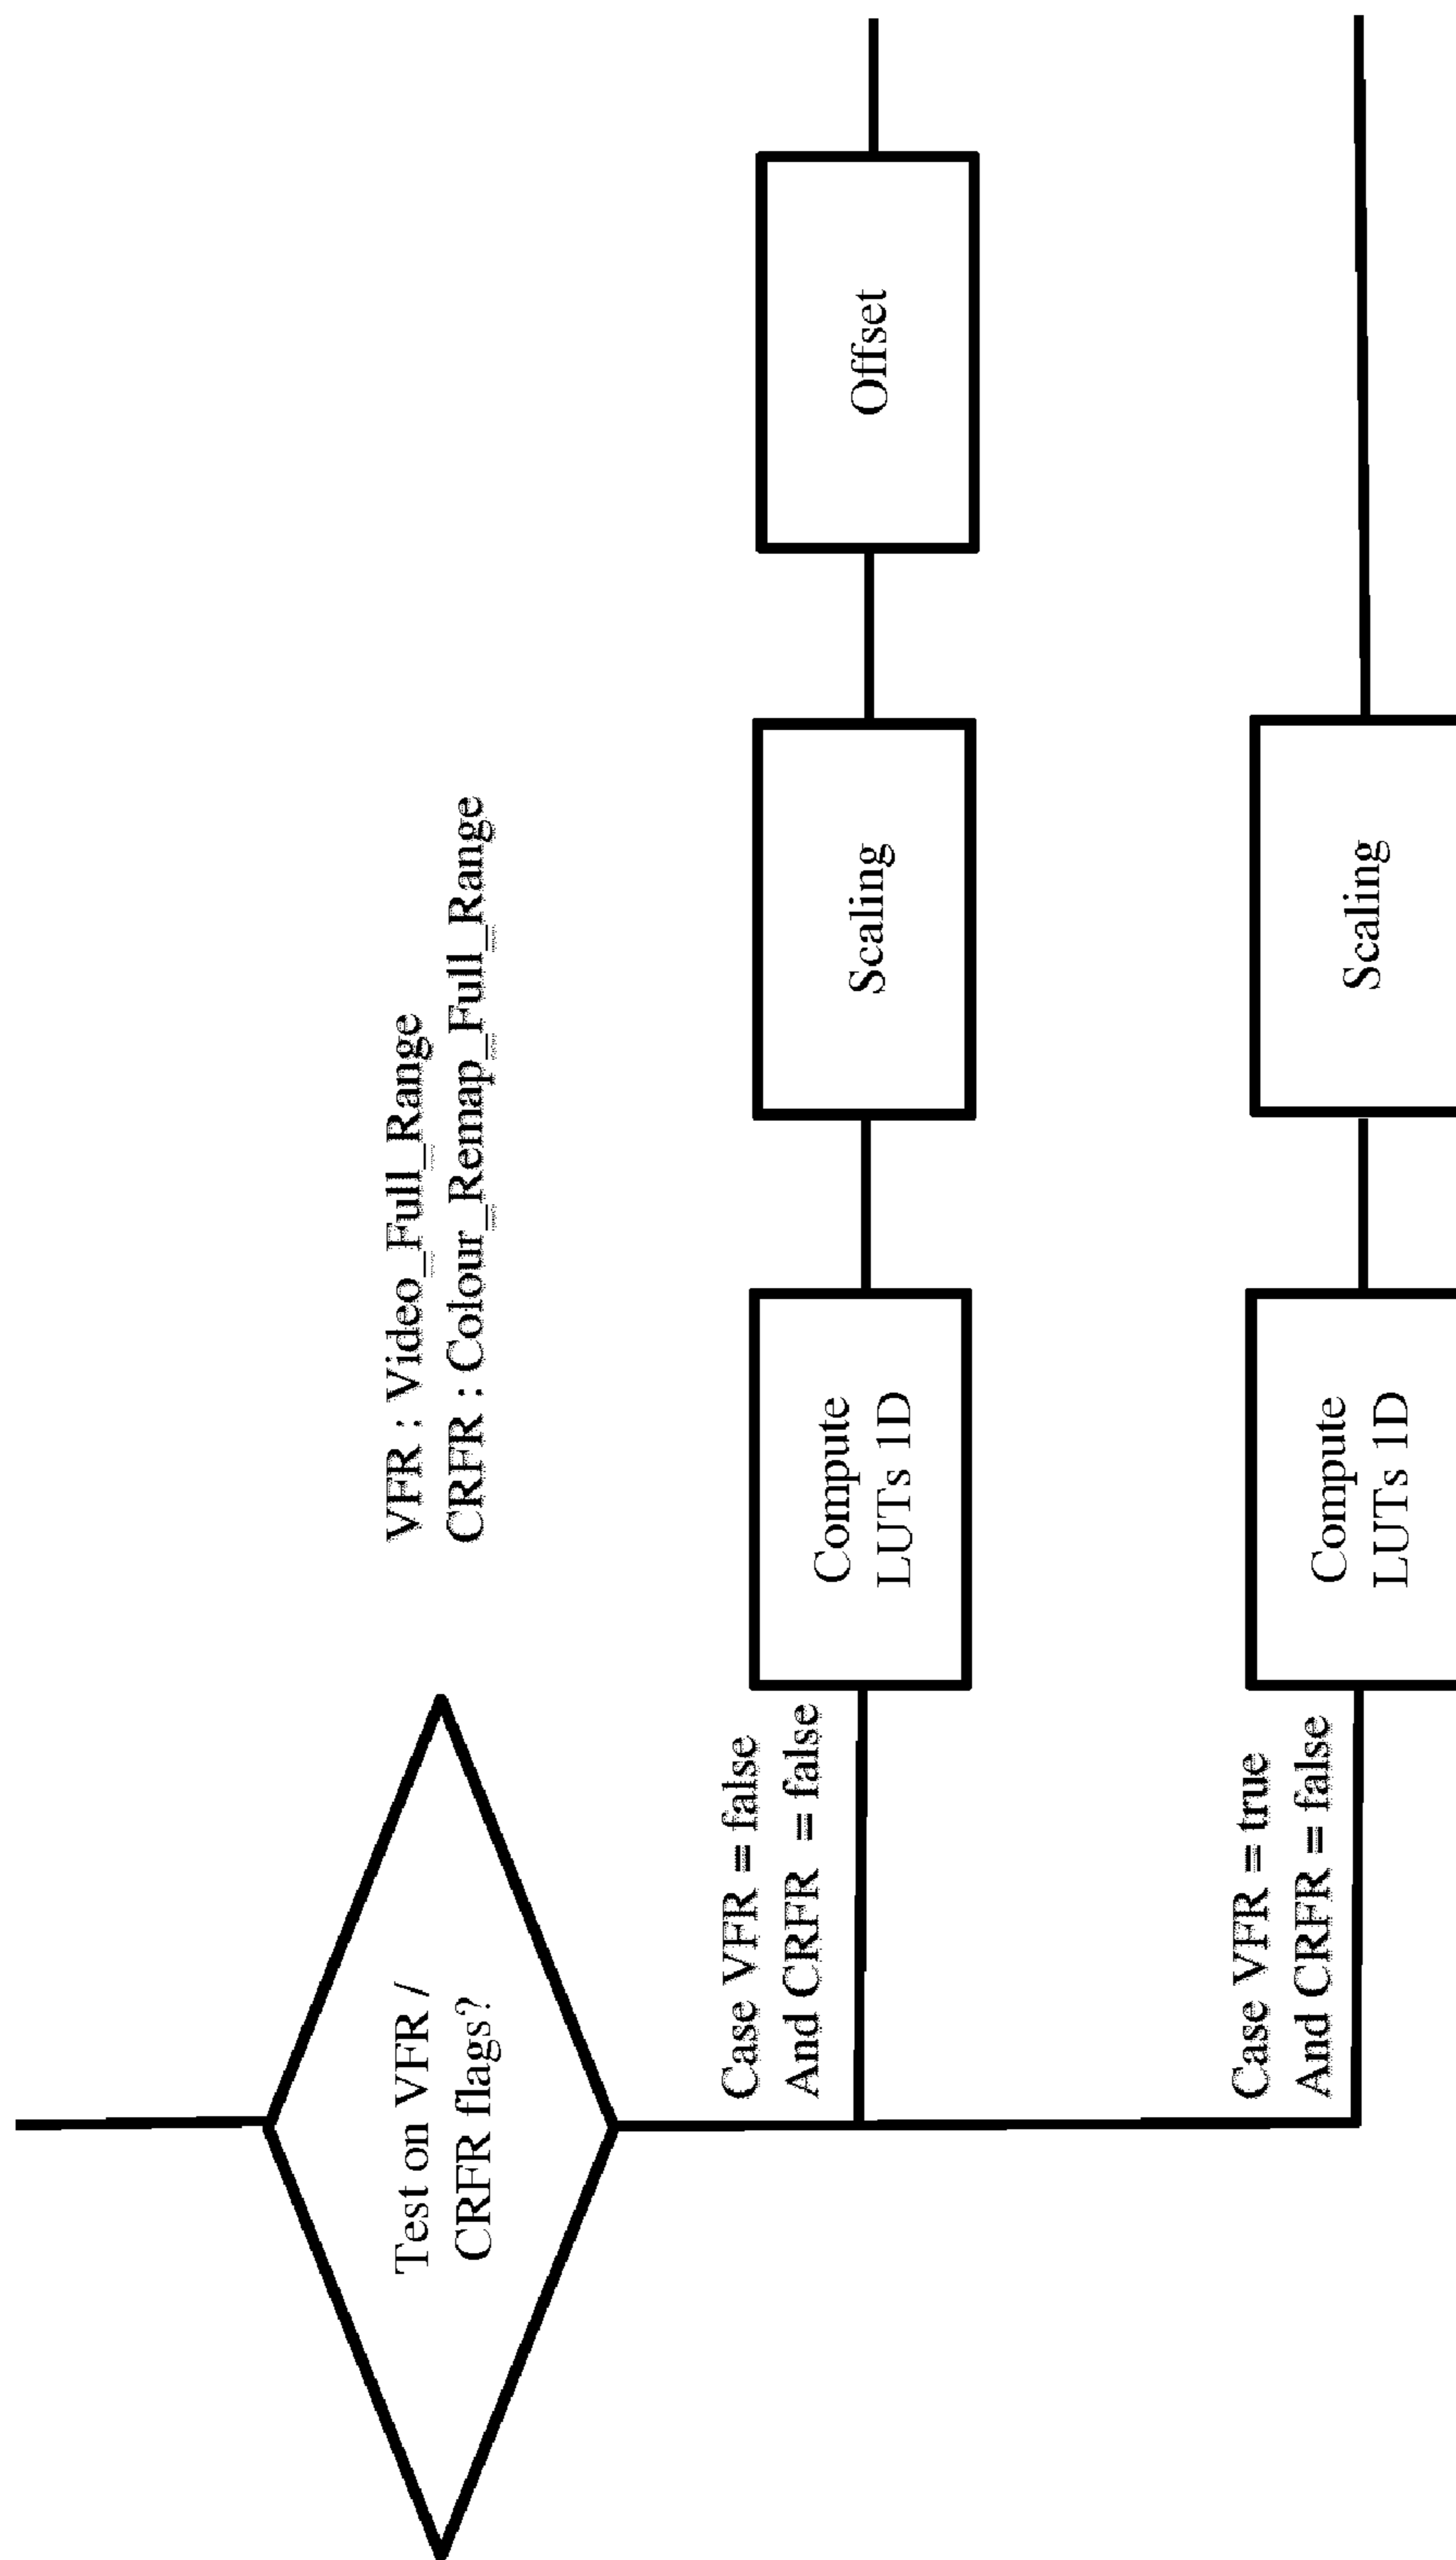 Test on VFR /
CRFR flags?
VFR : Video_Full_Range
CRFR : Colour_Remap_Full_Range
Case VFR = false
And CRFR = false
Compute
LUTs 1D
Scaling
Offset
Case VFR = true
And CRFR = false
Compute
LUTs 1D
Scaling